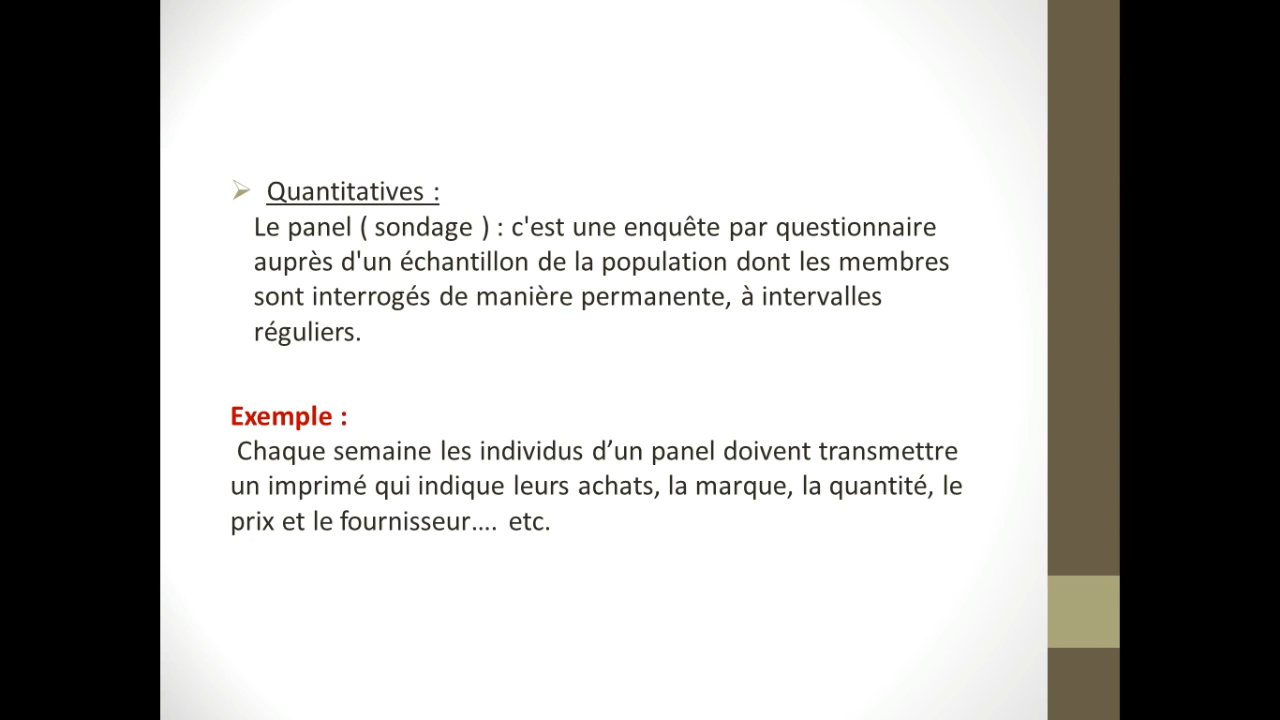 Quantitatives :
Le panel ( sondage ) : c'est une enquête par questionnaire
auprès d'un échantillon de la population dont les membres
sont interrogés de manière permanente, à intervalles
réguliers.
Exemple :
Chaque semaine les individus d’un panel doivent transmettre
un imprimé qui indique leurs achats, la marque, la quantité, le
prix et le fournisseur…. etc.